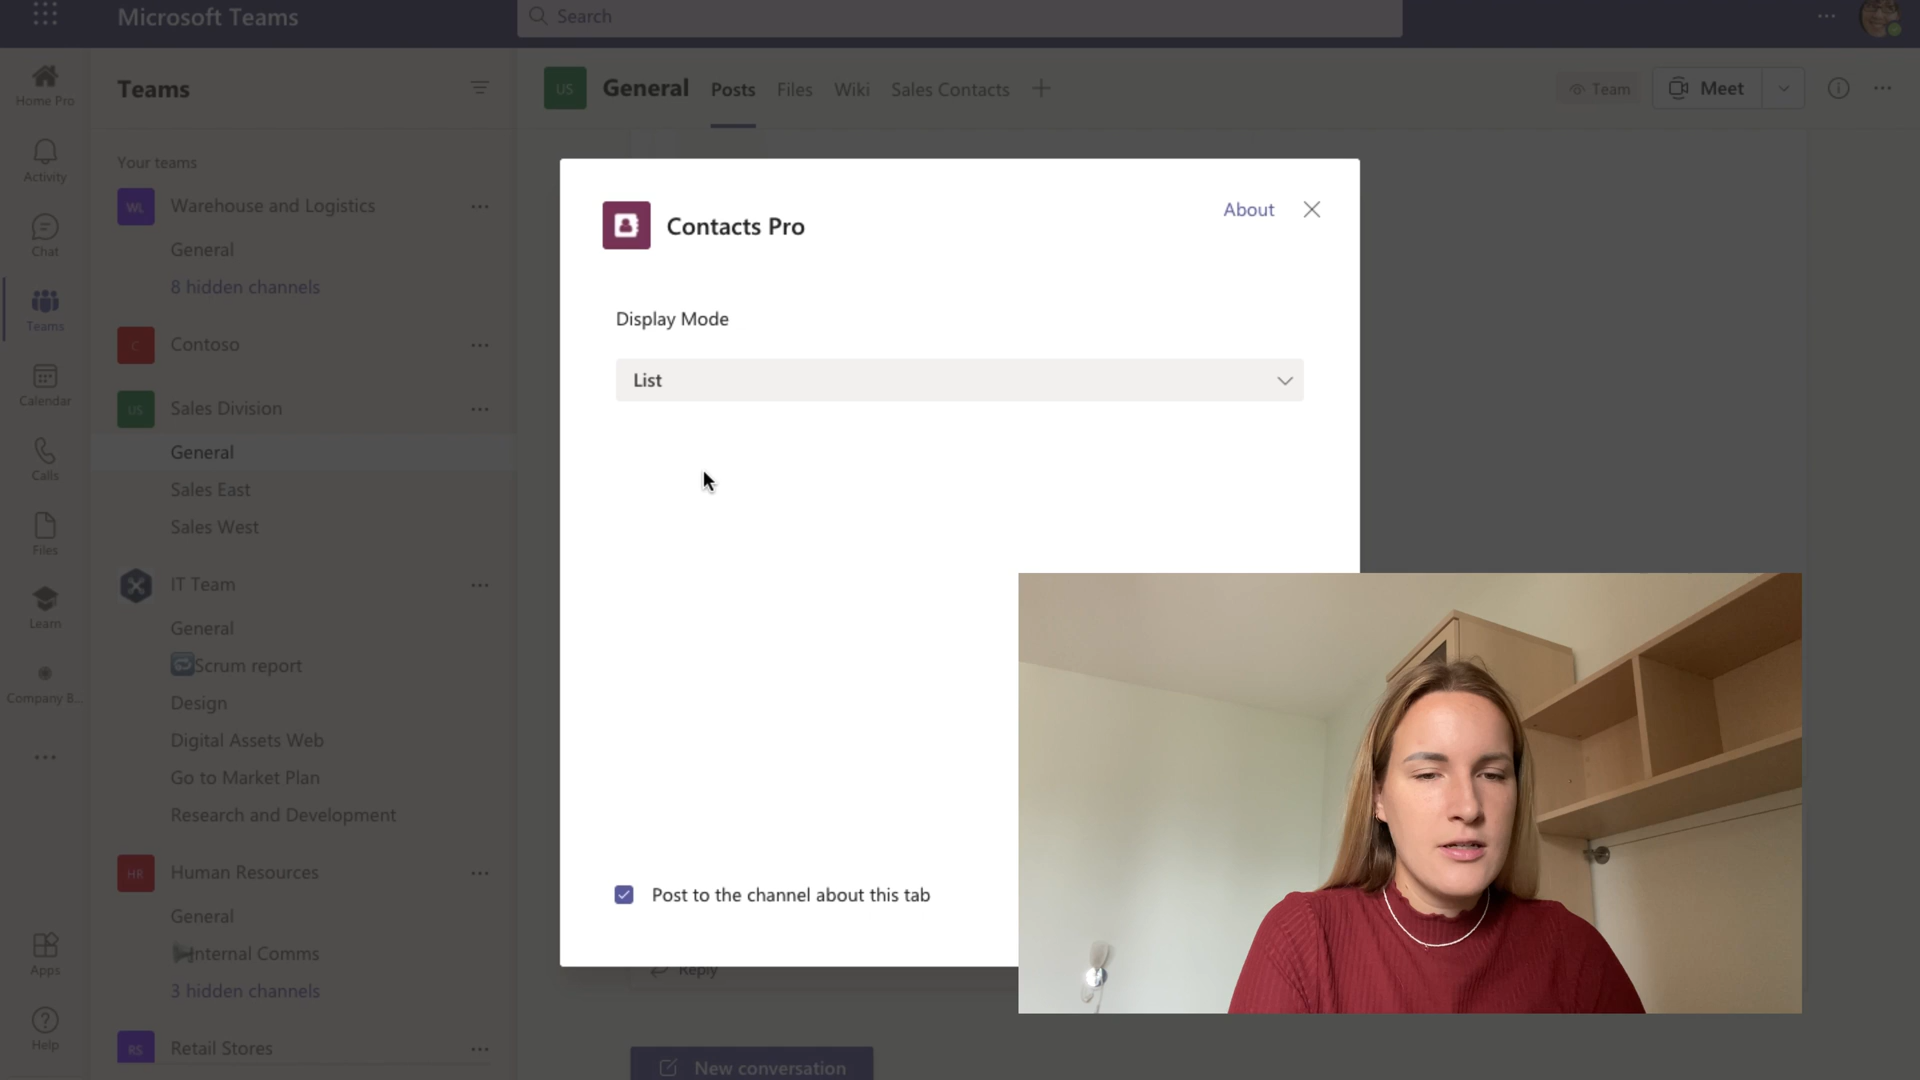 Microsoft Teams
Search
Home Pro
Activity
Chat
Teams
Calendar
Calls
Files
Learn
Company B...
Apps
Help
Teams
Your teams
WL
Warehouse and Logistics
General
8 hidden channels
C
Contoso
US
Sales Division
General
Sales East
Sales West
IT Team
General
Scrum report
Design
Digital Assets Web
Go to Market Plan
Research and Development
HR
Human Resources
General
Internal Comms
3 hidden channels
RS
Retail Stores
US
General
Posts
Files
Wiki
Sales Contacts
Team
Meet
Contacts Pro
About
Display Mode
List
Post to the channel about this tab
Reply
New conversation